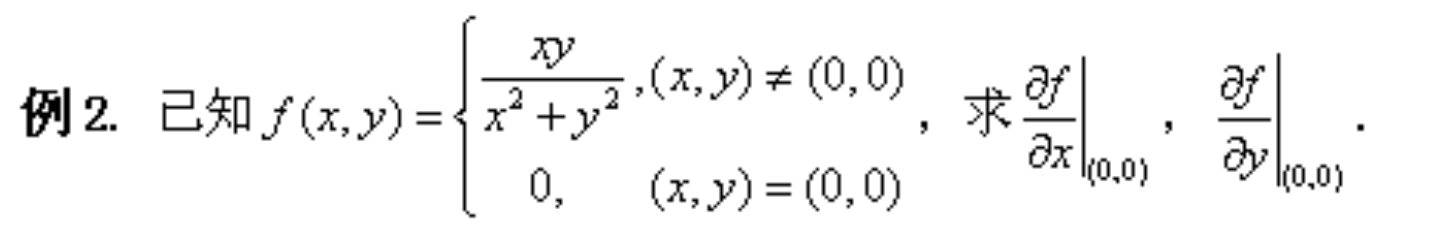 例2. 已知 f(x,y)={ xy/(x²+y²), (x,y)≠(0,0) ; 0, (x,y)=(0,0) , 求 ∂f/∂x|(0,0) , ∂f/∂y|(0,0) .